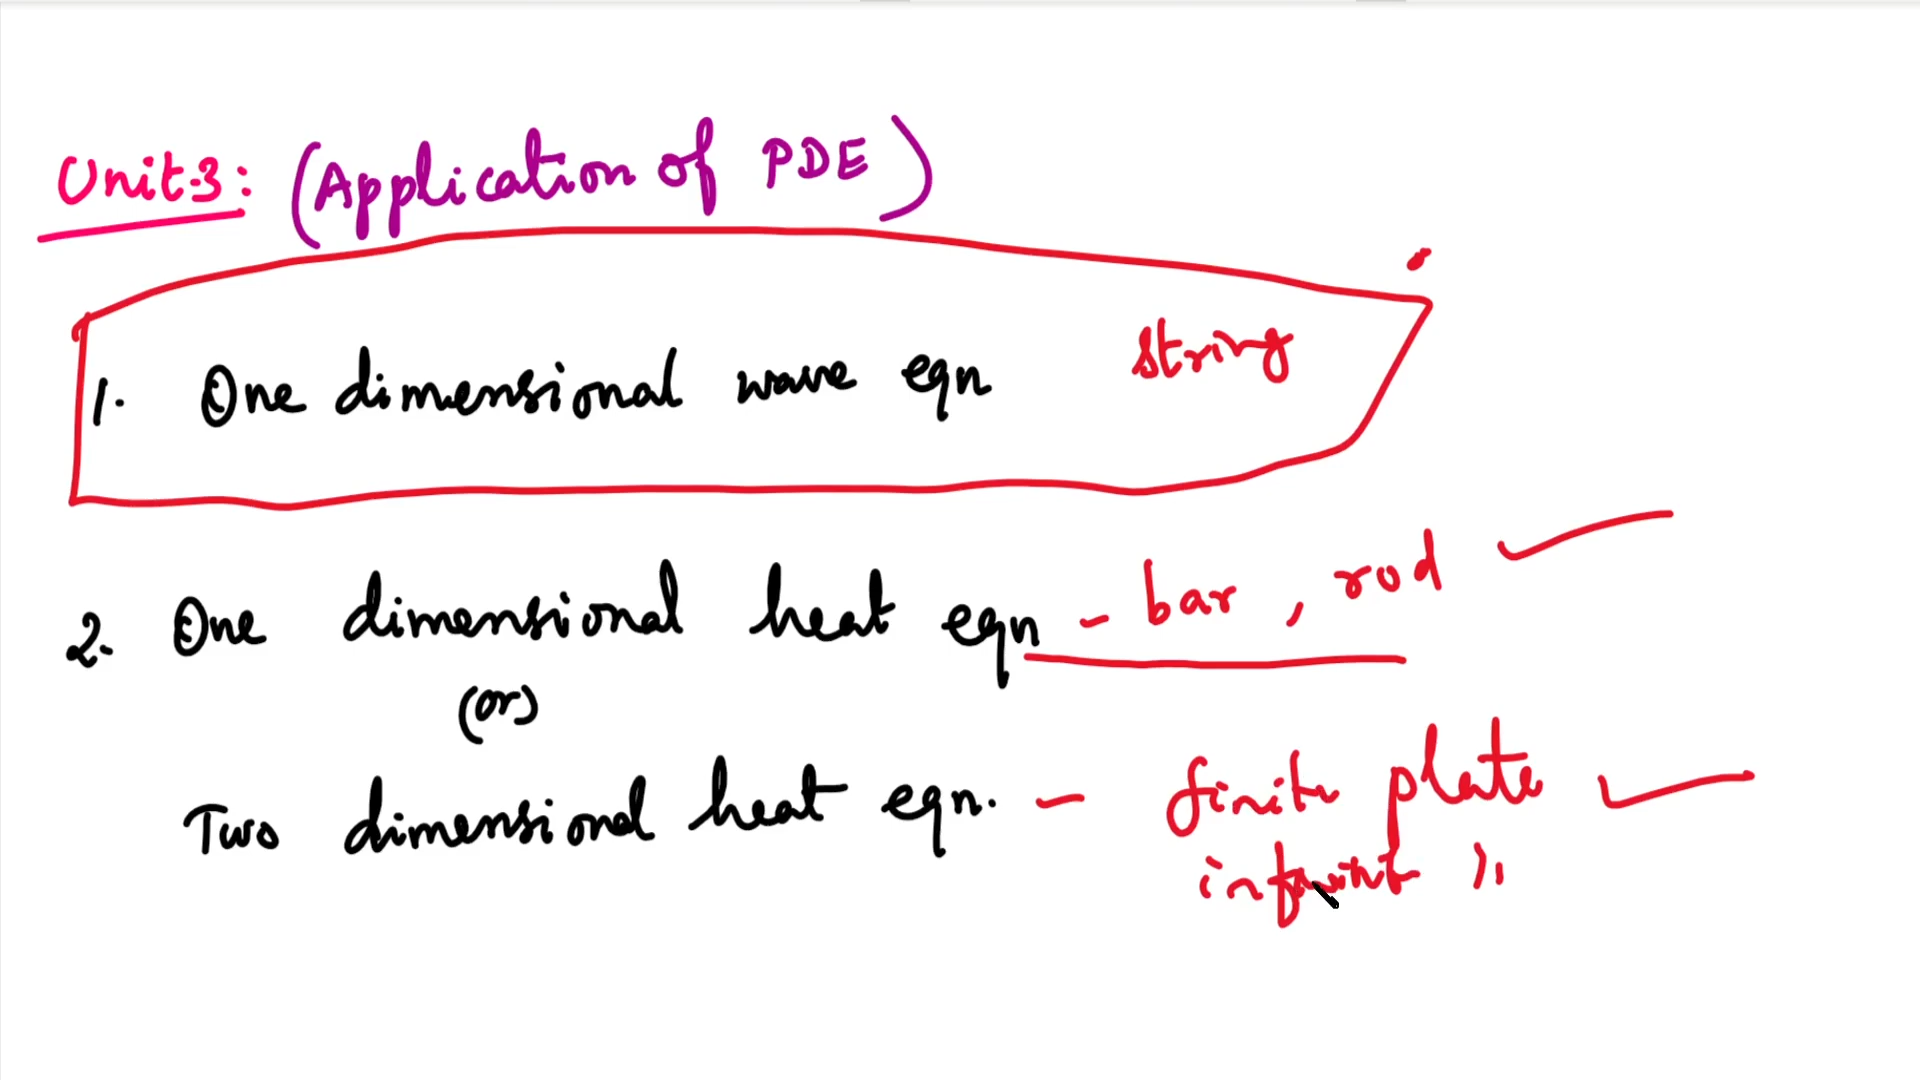 Unit-3: (Application of PDE)
1. One dimensional wave eqn string
2. One dimensional heat eqn - bar, rod
(or)
Two dimensional heat eqn. - finite plate
infinite "